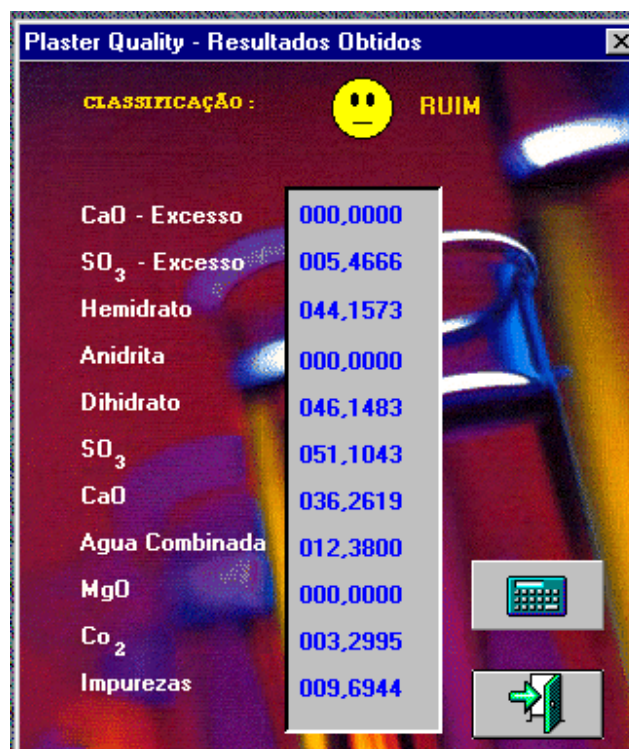 Plaster Quality - Resultados Obtidos
CLASSIFICAÇÃO : RUIM
CaO - Excesso 000,0000
SO3 - Excesso 005,4666
Hemidrato 044,1573
Anidrita 000,0000
Dihidrato 046,1483
SO3 051,1043
CaO 036,2619
Agua Combinada 012,3800
MgO 000,0000
Co2 003,2995
Impurezas 009,6944